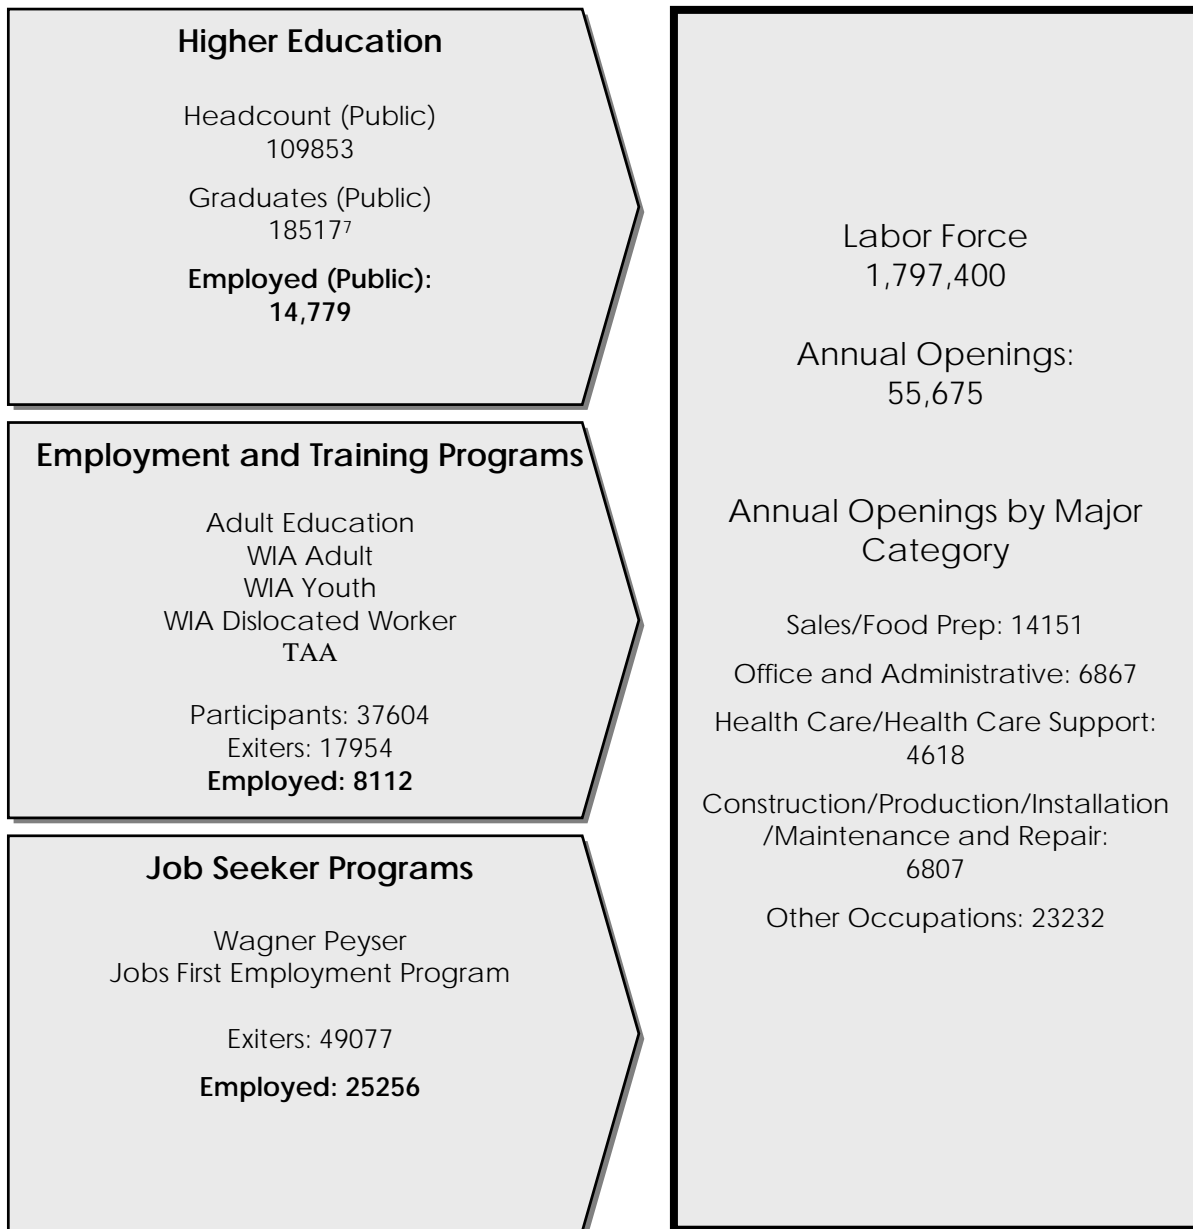 Higher Education
Headcount (Public)
109853
Graduates (Public)
18517⁷
Employed (Public):
14,779
Employment and Training Programs
Adult Education
WIA Adult
WIA Youth
WIA Dislocated Worker
TAA
Participants: 37604
Exiters: 17954
Employed: 8112
Job Seeker Programs
Wagner Peyser
Jobs First Employment Program
Exiters: 49077
Employed: 25256
Labor Force
1,797,400
Annual Openings:
55,675
Annual Openings by Major
Category
Sales/Food Prep: 14151
Office and Administrative: 6867
Health Care/Health Care Support:
4618
Construction/Production/Installation
/Maintenance and Repair:
6807
Other Occupations: 23232